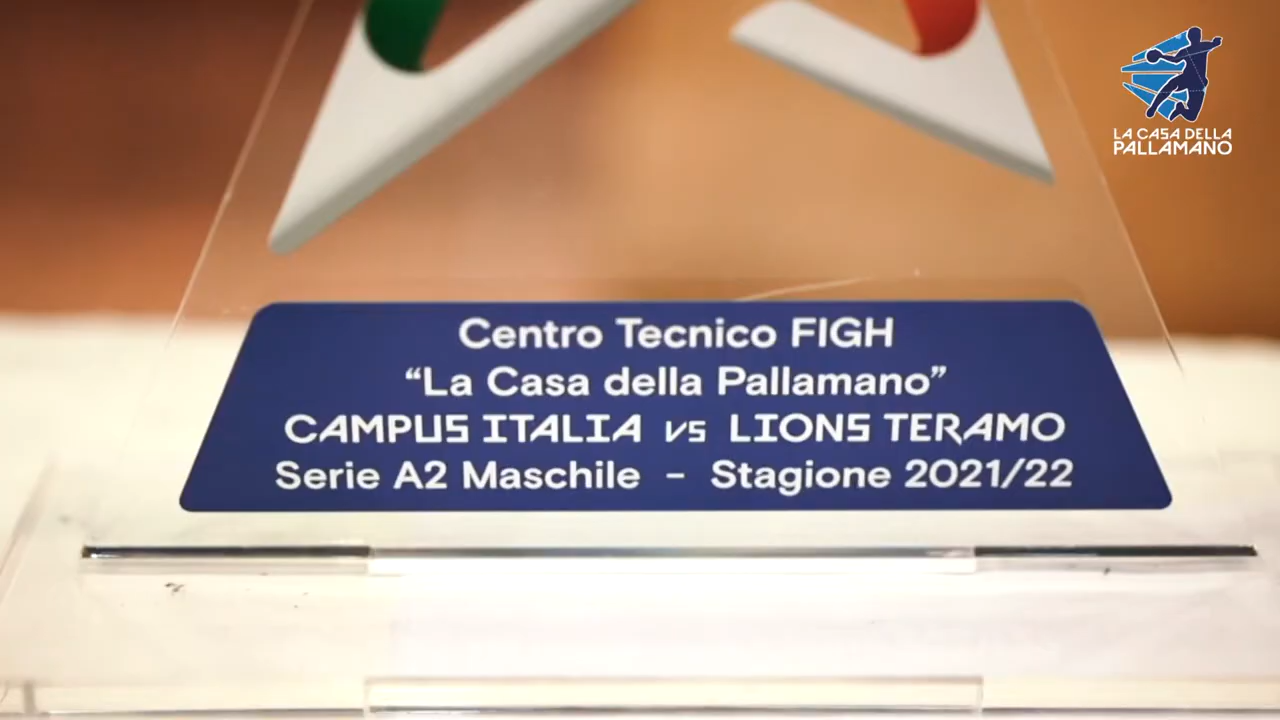 LA CASA DELLA
PALLAMANO
Centro Tecnico FIGH
“La Casa della Pallamano”
CAMPUS ITALIA vs LIONS TERAMO
Serie A2 Maschile - Stagione 2021/22